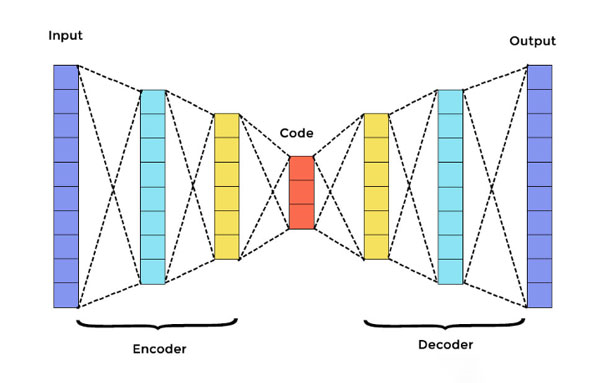 Input
Output
Code
Encoder
Decoder